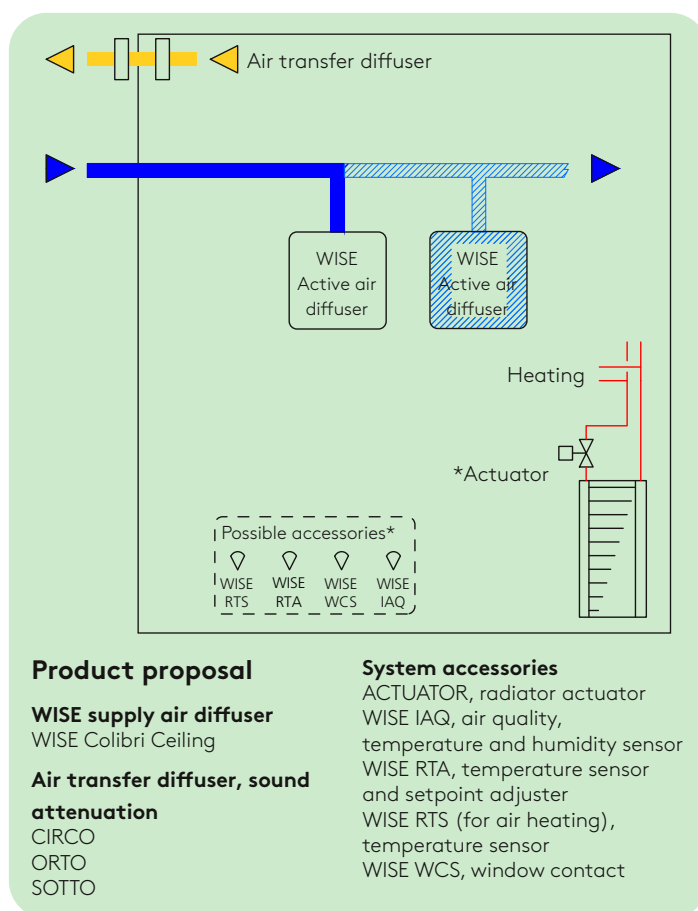 Air transfer diffuser
WISE
Active air
diffuser
WISE
Active air
diffuser
Heating
*Actuator
Possible accessories*
WISE
RTS
WISE
RTA
WISE
WCS
WISE
IAQ
Product proposal
WISE supply air diffuser
WISE Colibri Ceiling
Air transfer diffuser, sound
attenuation
CIRCO
ORTO
SOTTO
System accessories
ACTUATOR, radiator actuator
WISE IAQ, air quality,
temperature and humidity sensor
WISE RTA, temperature sensor
and setpoint adjuster
WISE RTS (for air heating),
temperature sensor
WISE WCS, window contact